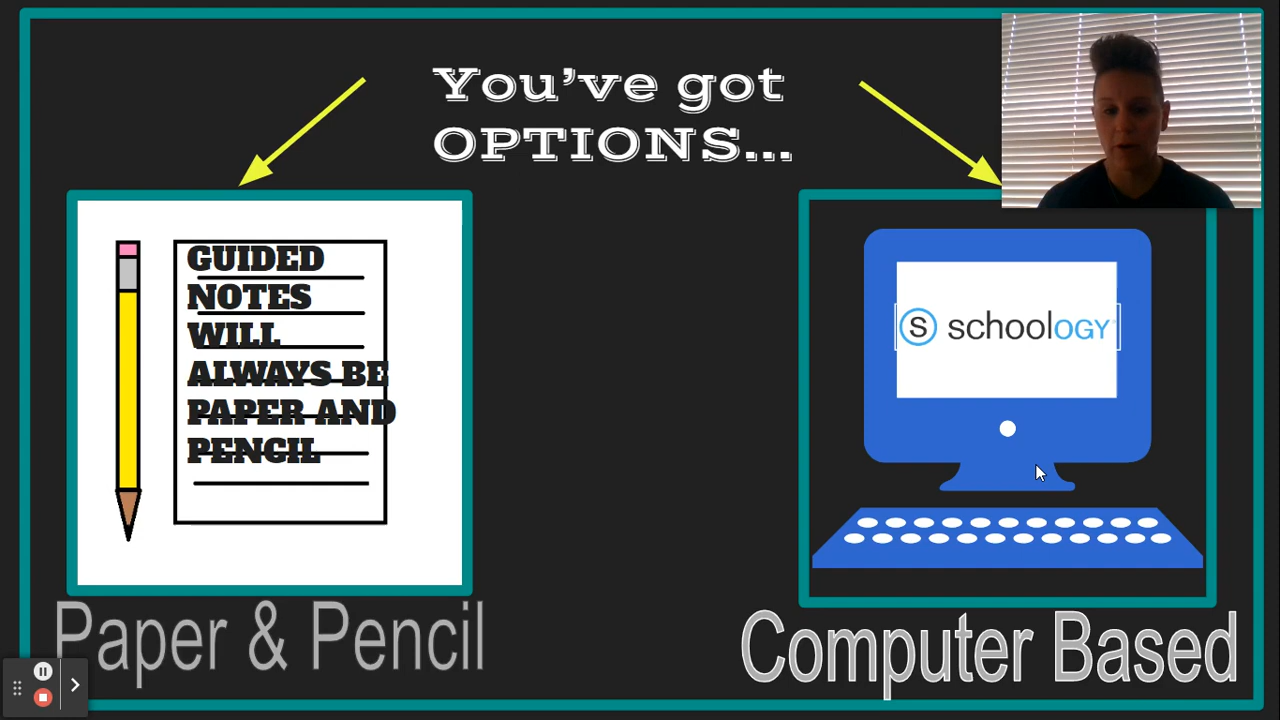 You've got
OPTIONS...
GUIDED
NOTES
WILL
ALWAYS BE
PAPER AND
PENCIL
S schoology
Paper & Pencil
Computer Based